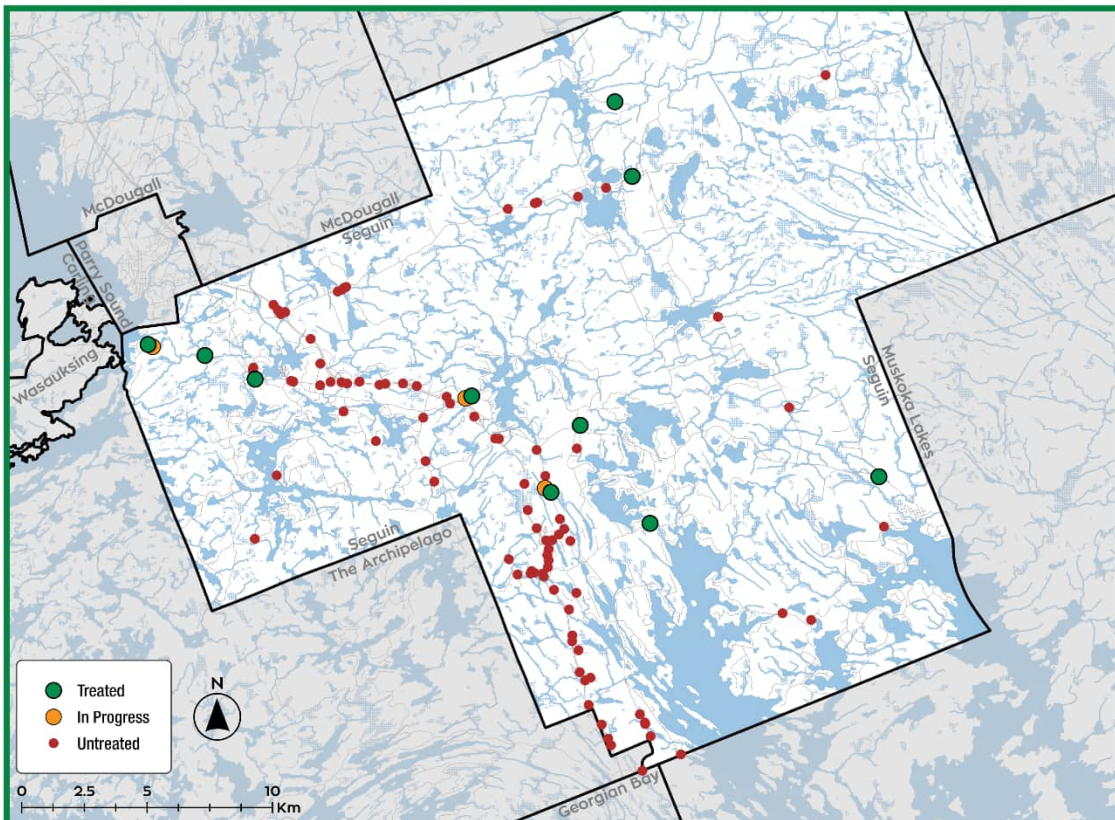 McDougall
McDougall
Seguin
Parry Sound
Carling
Wasauksing
Muskoka Lakes
Seguin
Seguin
The Archipelago
Georgian Bay
Treated
In Progress
Untreated
N
0 2.5 5 10
Km